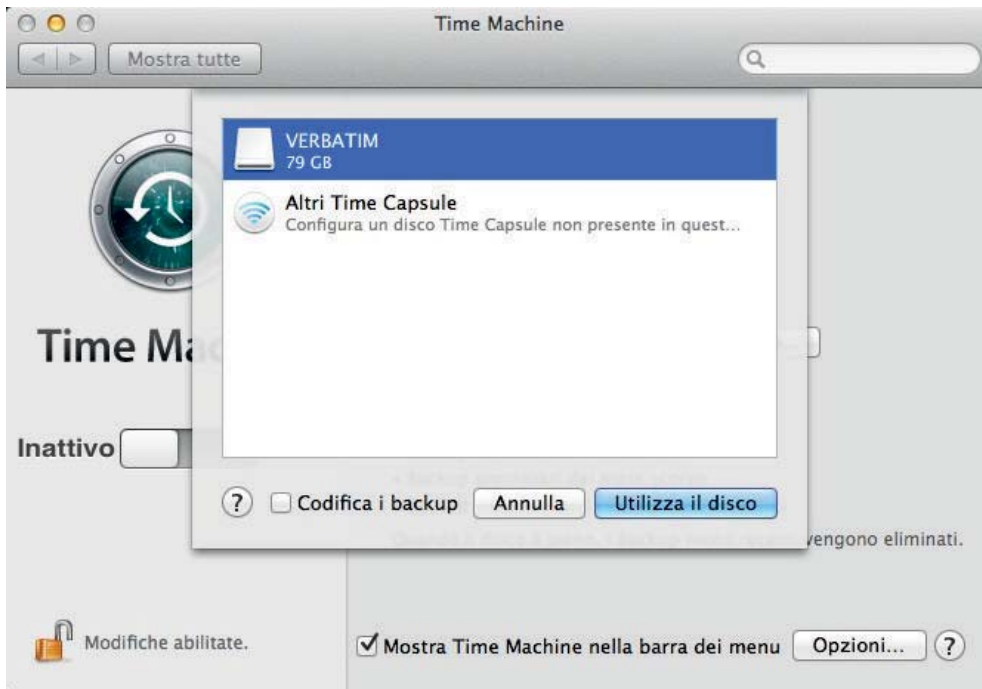 Time Machine
Mostra tutte
VERBATIM
79 GB
Altri Time Capsule
Configura un disco Time Capsule non presente in quest...
Time Ma
Inattivo
? Codifica i backup Annulla Utilizza il disco
vengono eliminati.
Modifiche abilitate.
Mostra Time Machine nella barra dei menu Opzioni... ?